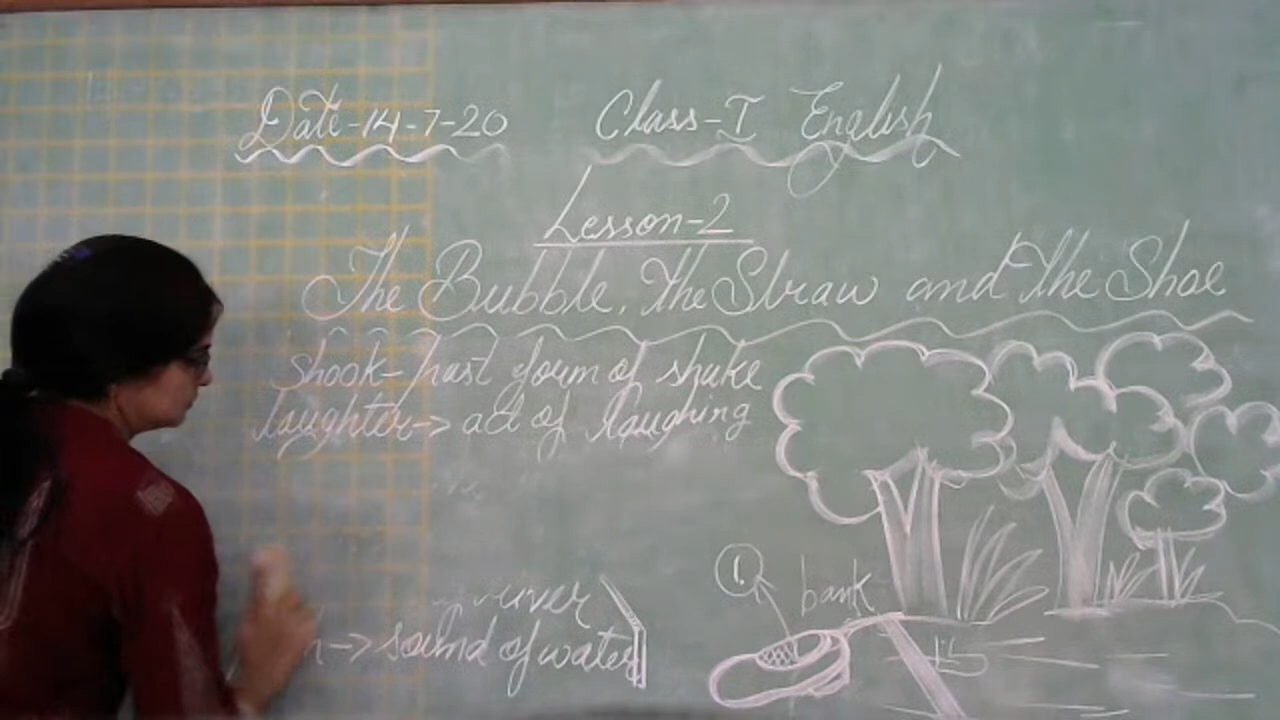 Date-14-7-20 Class-I English
Lesson-2
The Bubble, the Straw and the Shoe
Shook- past form of shake
laughter-> act of laughing
river
-> sound of water
1.
bank